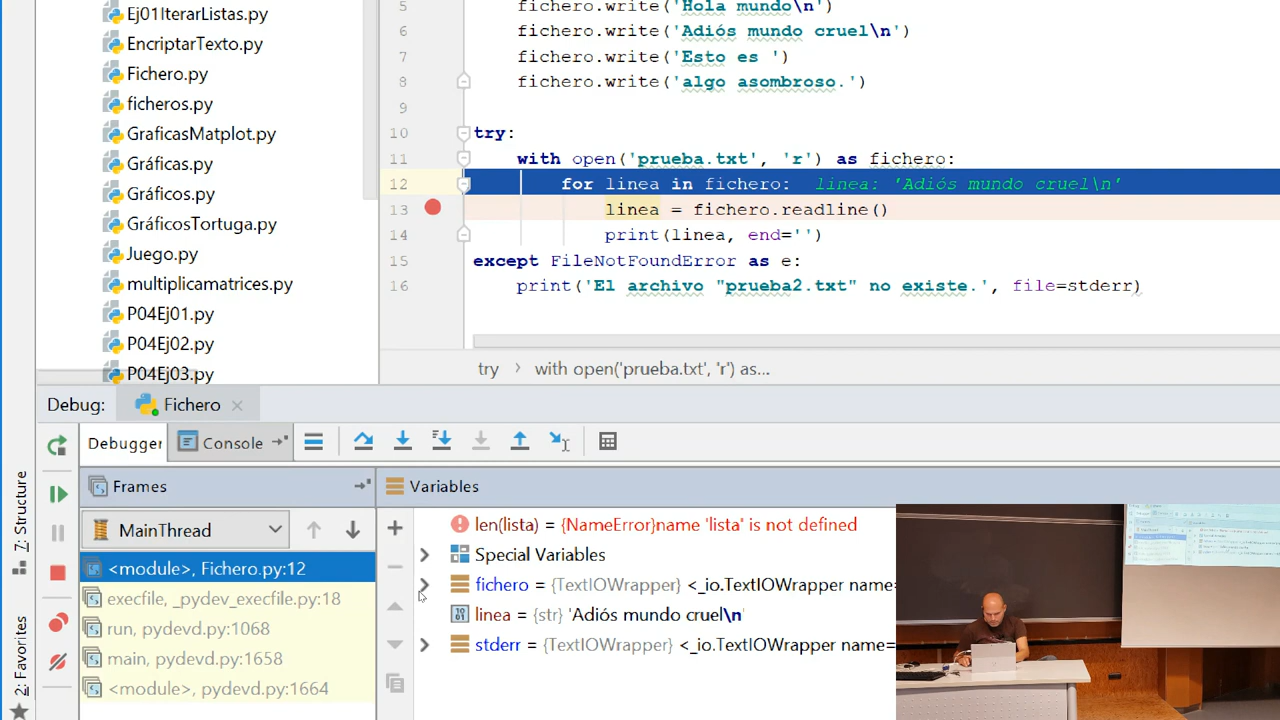 Ej01IterarListas.py
EncriptarTexto.py
Fichero.py
ficheros.py
GraficasMatplot.py
Gráficas.py
Gráficos.py
GráficosTortuga.py
Juego.py
multiplicamatrices.py
P04Ej01.py
P04Ej02.py
P04Ej03.py
5 fichero.write('Hola mundo\n')
6 fichero.write('Adiós mundo cruel\n')
7 fichero.write('Esto es ')
8 fichero.write('algo asombroso.')
9
10 try:
11 with open('prueba.txt', 'r') as fichero:
12 for linea in fichero: linea: 'Adiós mundo cruel\n'
13 linea = fichero.readline()
14 print(linea, end='')
15 except FileNotFoundError as e:
16 print('El archivo "prueba2.txt" no existe.', file=stderr)
try › with open('prueba.txt', 'r') as...
Debug: Fichero
Debugger Console
Frames
MainThread
<module>, Fichero.py:12
execfile, _pydev_execfile.py:18
run, pydevd.py:1068
main, pydevd.py:1658
<module>, pydevd.py:1664
Variables
len(lista) = {NameError}name 'lista' is not defined
Special Variables
fichero = {TextIOWrapper} <_io.TextIOWrapper name=
linea = {str} 'Adiós mundo cruel\n'
stderr = {TextIOWrapper} <_io.TextIOWrapper name=
7: Structure
2: Favorites